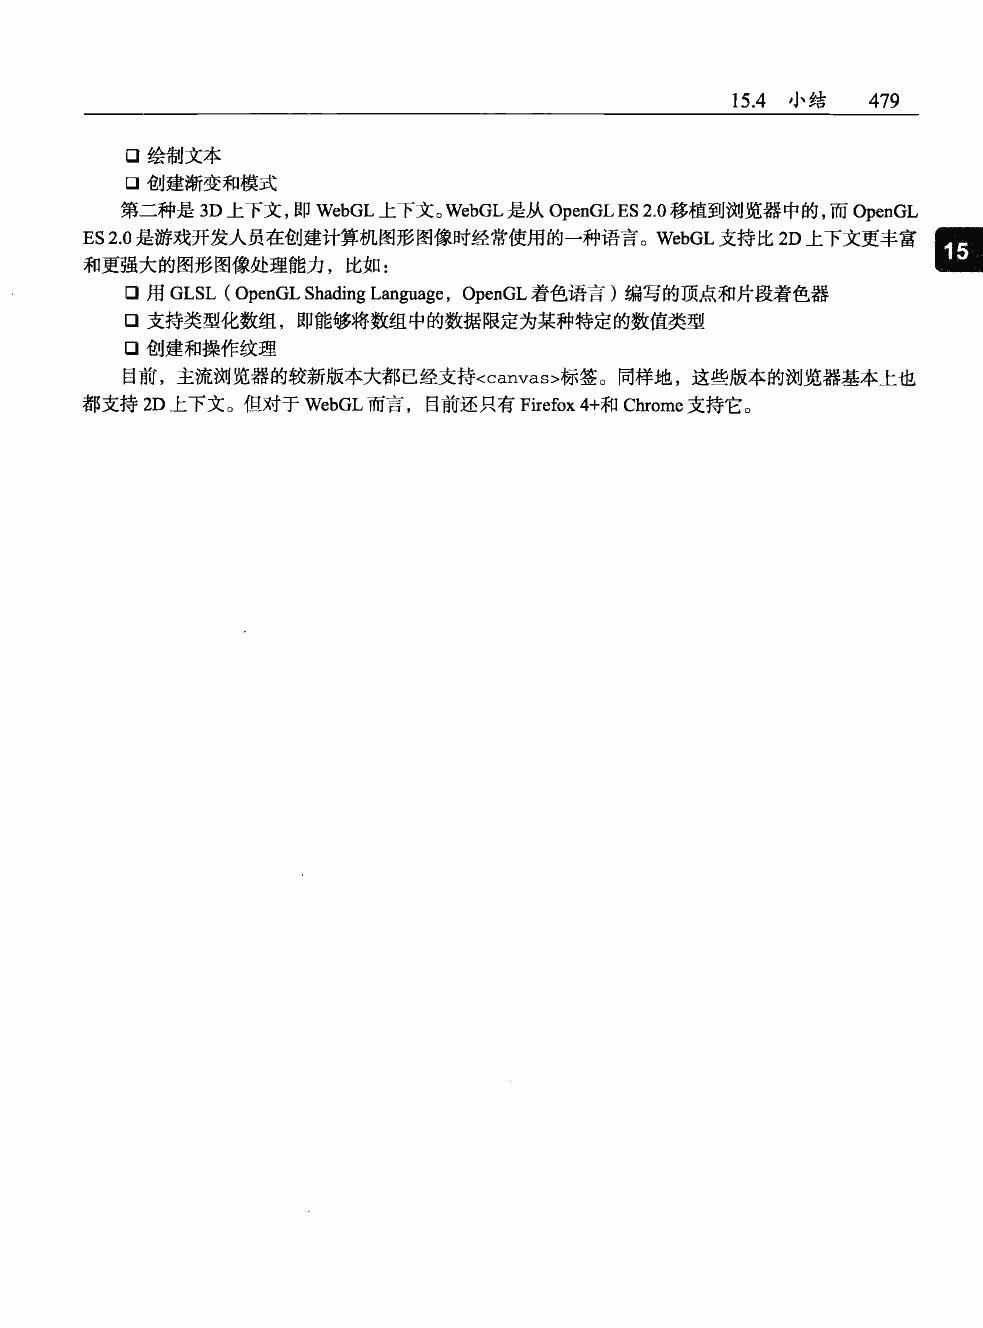 15.4 小结 479
❑ 绘制文本
❑ 创建渐变和模式
第二种是 3D 上下文，即 WebGL 上下文。WebGL 是从 OpenGL ES 2.0 移植到浏览器中的，而 OpenGL
ES 2.0 是游戏开发人员在创建计算机图形图像时经常使用的一种语言。WebGL 支持比 2D 上下文更丰富
15
和更强大的图形图像处理能力，比如：
❑ 用 GLSL（OpenGL Shading Language，OpenGL 着色语言）编写的顶点和片段着色器
❑ 支持类型化数组，即能够将数组中的数据限定为某种特定的数值类型
❑ 创建和操作纹理
目前，主流浏览器的较新版本大都已经支持<canvas>标签。同样地，这些版本的浏览器基本上也
都支持 2D 上下文。但对于 WebGL 而言，目前还只有 Firefox 4+和 Chrome 支持它。